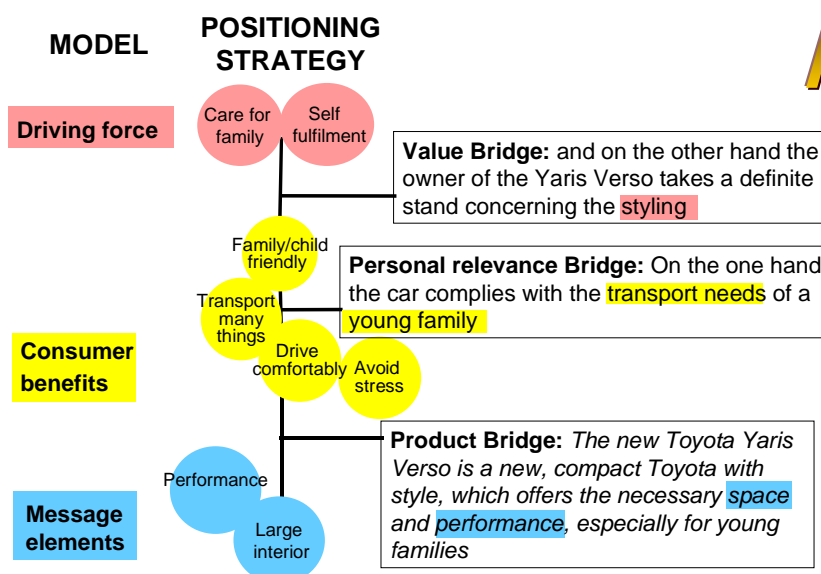 MODEL
POSITIONING
STRATEGY
Driving force
Care for
family
Self
fulfilment
Value Bridge: and on the other hand the
owner of the Yaris Verso takes a definite
stand concerning the styling
Family/child
friendly
Personal relevance Bridge: On the one hand
the car complies with the transport needs of a
young family
Transport
many
things
Consumer
benefits
Drive
comfortably
Avoid
stress
Product Bridge: The new Toyota Yaris
Verso is a new, compact Toyota with
style, which offers the necessary space
and performance, especially for young
families
Performance
Message
elements
Large
interior